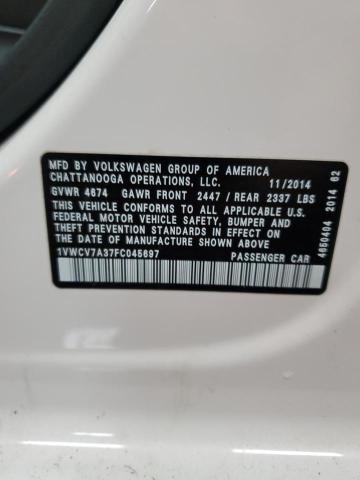 MFD BY VOLKSWAGEN GROUP OF AMERICA
CHATTANOOGA OPERATIONS, LLC. 11/2014
GVWR 4674 GAWR FRONT 2447 / REAR 2337 LBS
THIS VEHICLE CONFORMS TO ALL APPLICABLE U.S.
FEDERAL MOTOR VEHICLE SAFETY, BUMPER, AND
THEFT PREVENTION STANDARDS IN EFFECT ON
THE DATE OF MANUFACTURE SHOWN ABOVE.
1VWCV7A37FC045697 PASSENGER CAR
4650404 2014 62